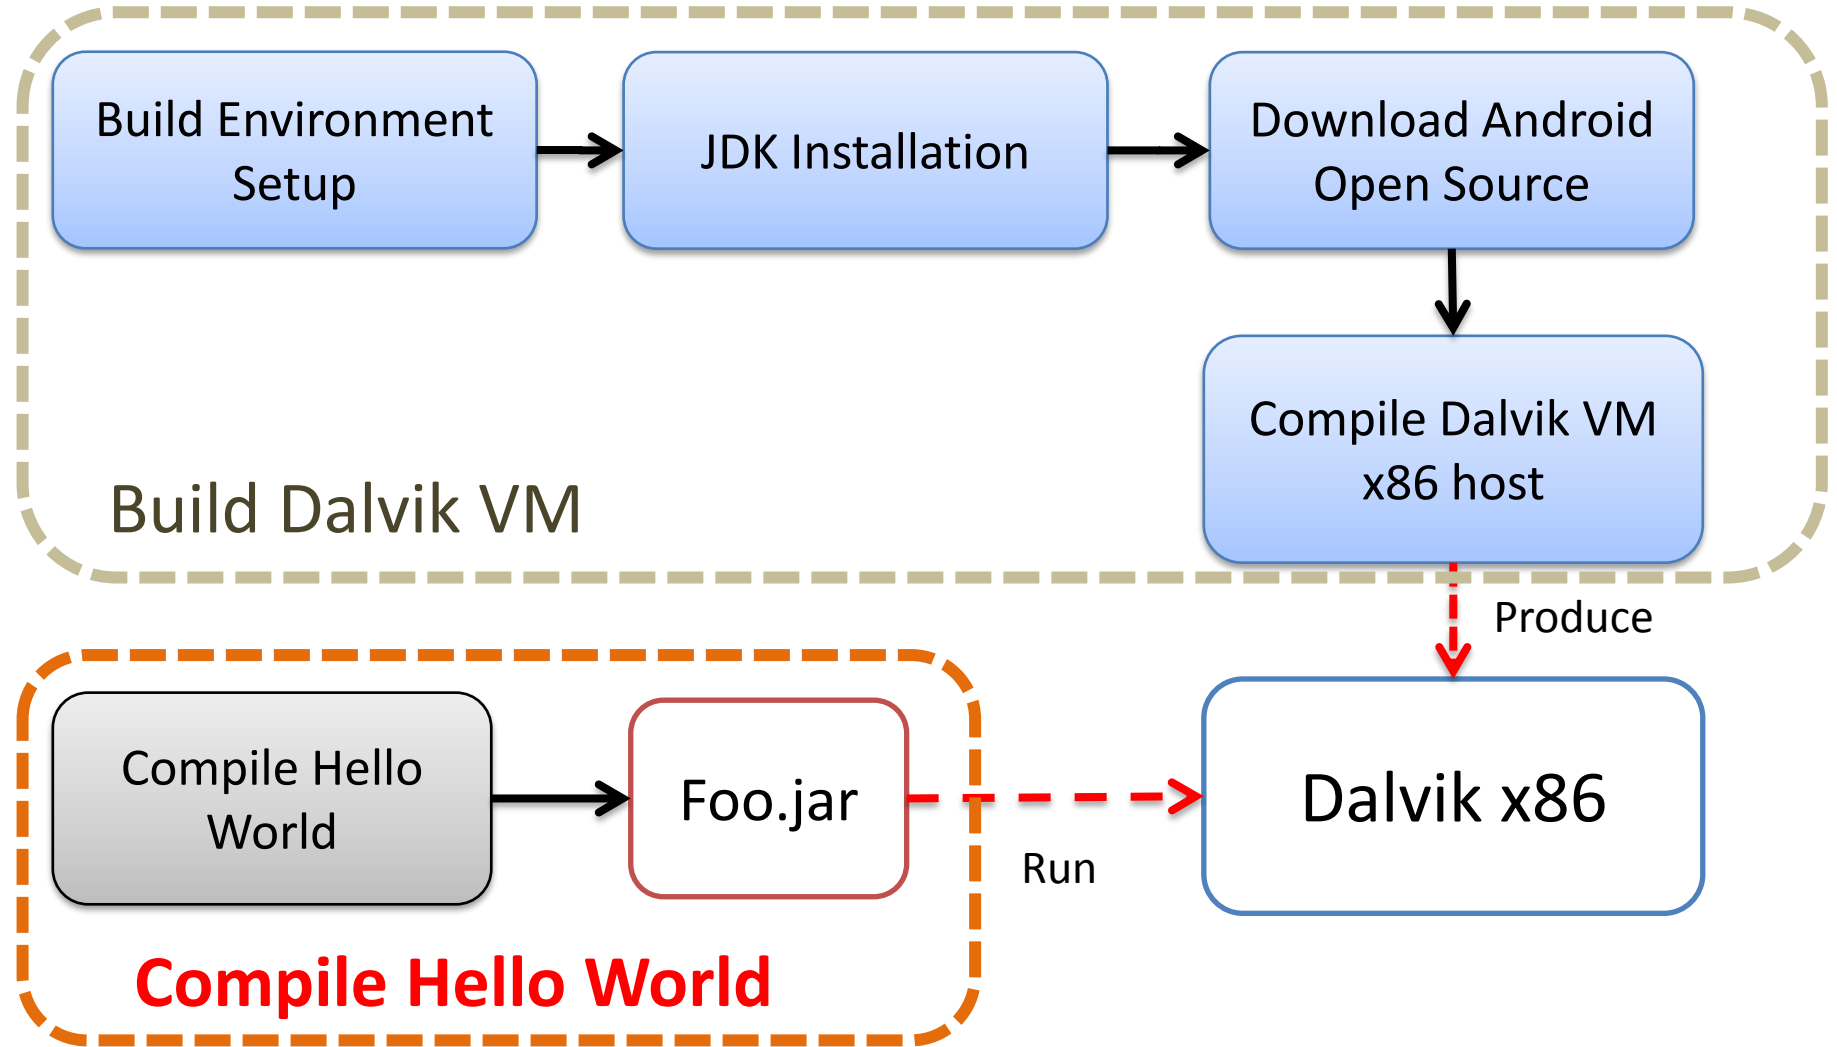 Build Environment
Setup
JDK Installation
Download Android
Open Source
Compile Dalvik VM
x86 host
Build Dalvik VM
Produce
Compile Hello
World
Foo.jar
Run
Dalvik x86
Compile Hello World